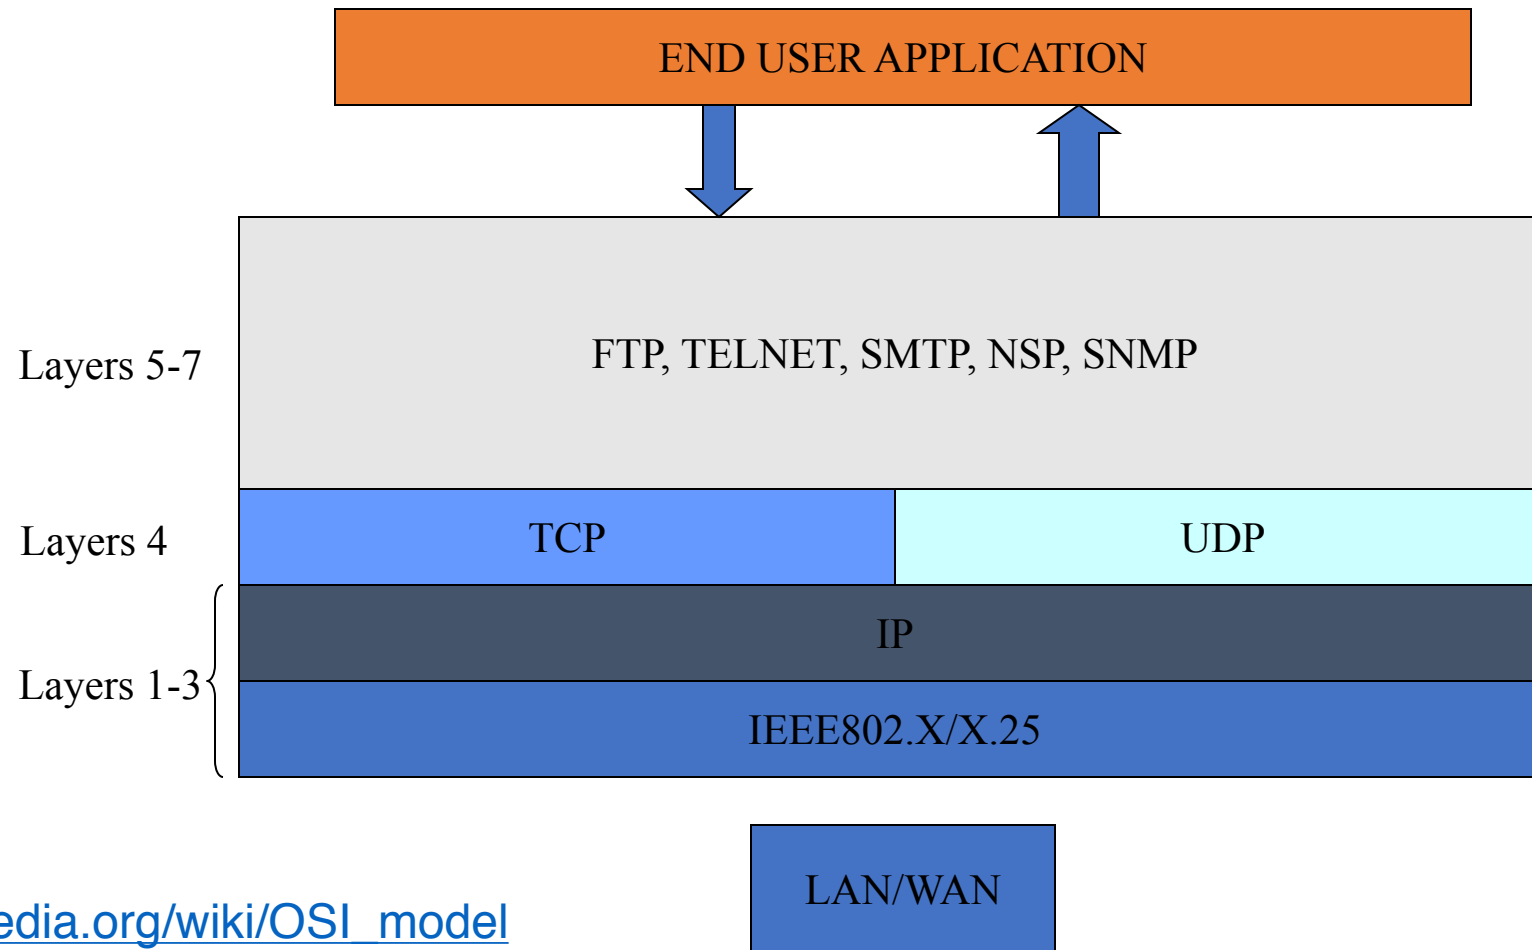 END USER APPLICATION
Layers 5-7
FTP, TELNET, SMTP, NSP, SNMP
Layers 4
TCP
UDP
IP
Layers 1-3
IEEE802.X/X.25
LAN/WAN
edia.org/wiki/OSI_model